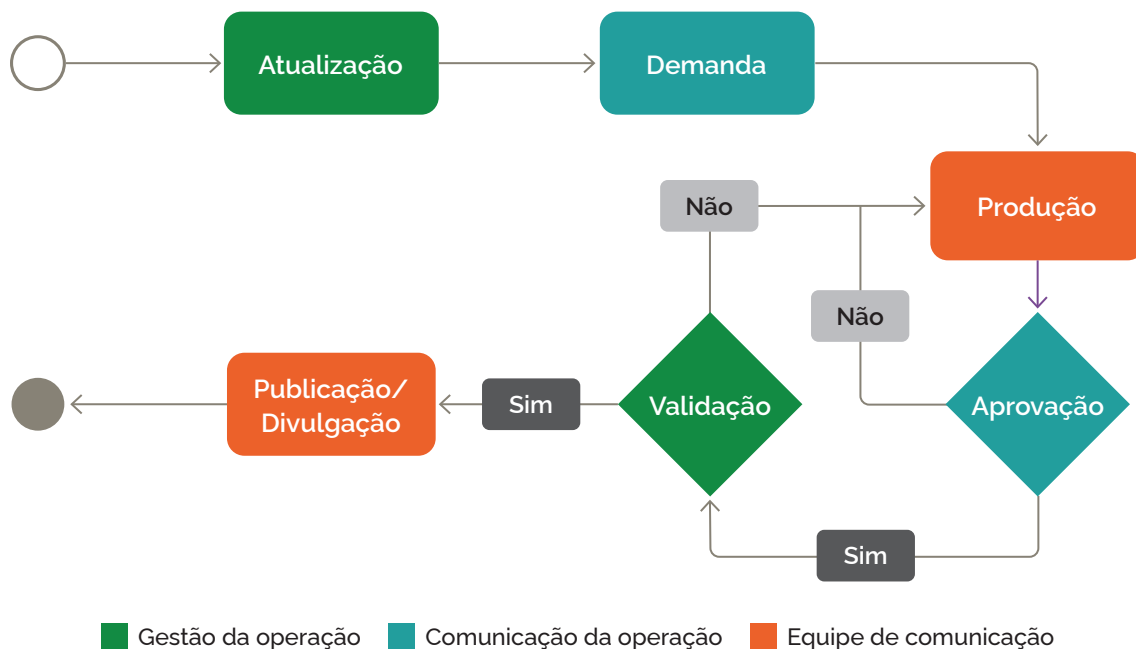 Atualização
Demanda
Produção
Não
Não
Publicação/
Divulgação
Sim
Validação
Aprovação
Sim
Gestão da operação
Comunicação da operação
Equipe de comunicação